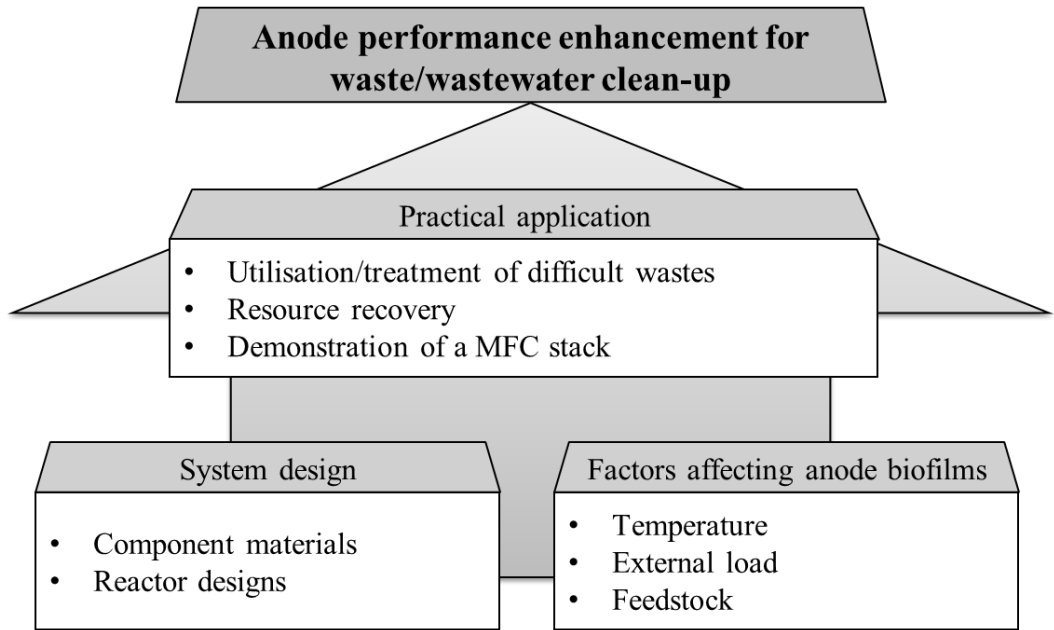 Anode performance enhancement for
waste/wastewater clean-up
Practical application
• Utilisation/treatment of difficult wastes
• Resource recovery
• Demonstration of a MFC stack
System design
• Component materials
• Reactor designs
Factors affecting anode biofilms
• Temperature
• External load
• Feedstock